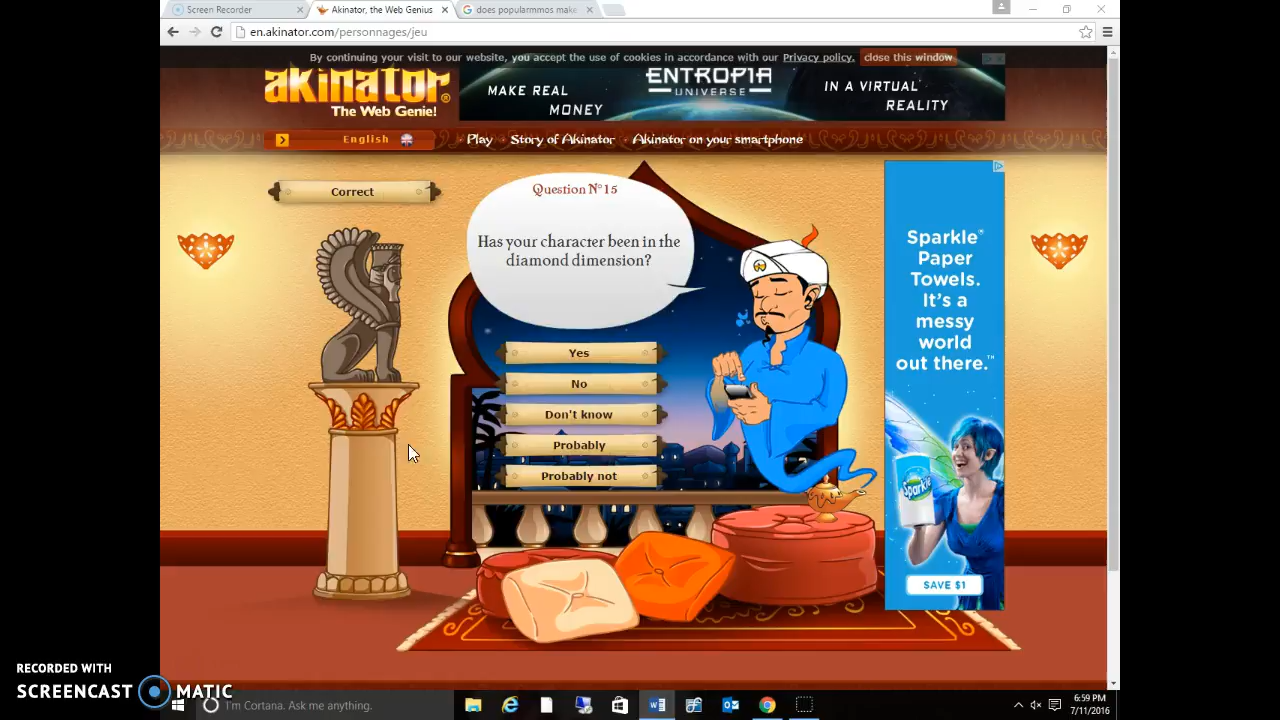 Screen Recorder
Akinator, the Web Genius
does popularmmos make
en.akinator.com/personnages/jeu
By continuing your visit to our website, you accept the use of cookies in accordance with our Privacy policy.
close this window
akinator®
The Web Genie!
MAKE REAL
MONEY
ENTROPIA
UNIVERSE
IN A VIRTUAL
REALITY
English
Play
Story of Akinator
Akinator on your smartphone
Correct
Question N°15
Has your character been in the
diamond dimension?
Yes
No
Don't know
Probably
Probably not
Sparkle®
Paper
Towels.
It's a
messy
world
out there.™
Sparkle
SAVE $1
RECORDED WITH
SCREENCAST MATIC
I'm Cortana. Ask me anything.
6:59 PM
7/11/2016